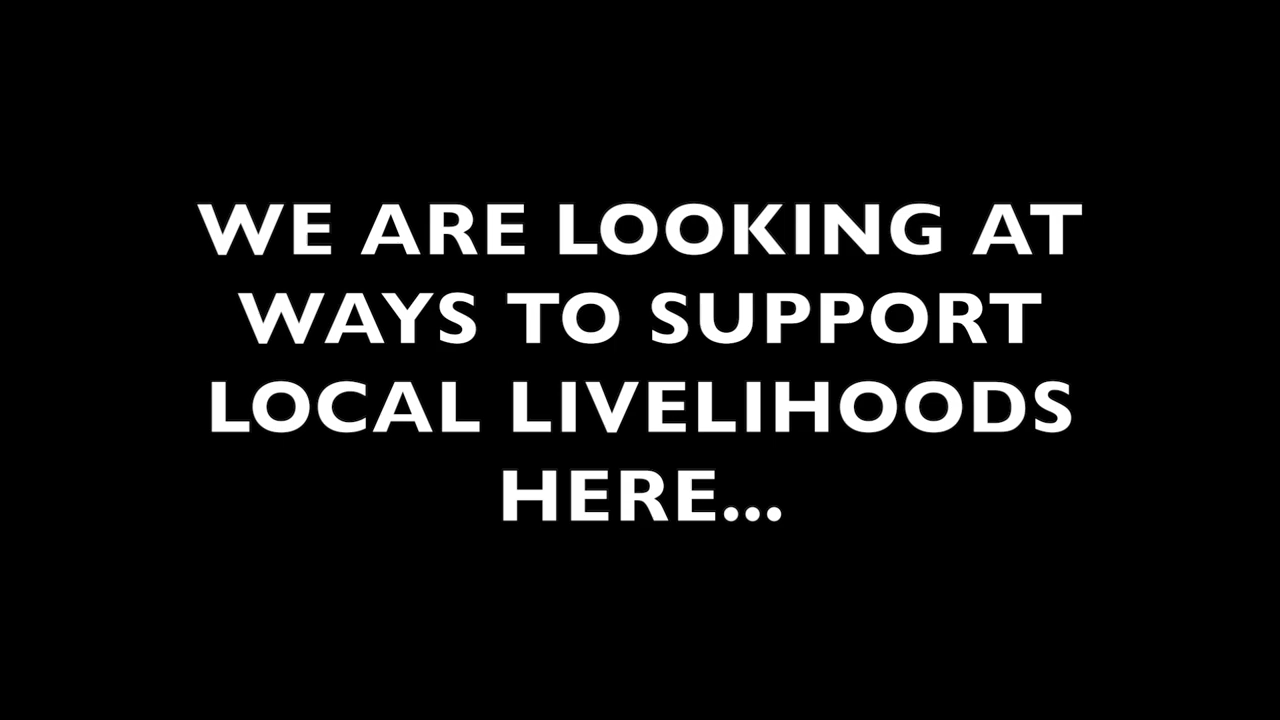 WE ARE LOOKING AT
WAYS TO SUPPORT
LOCAL LIVELIHOODS
HERE...